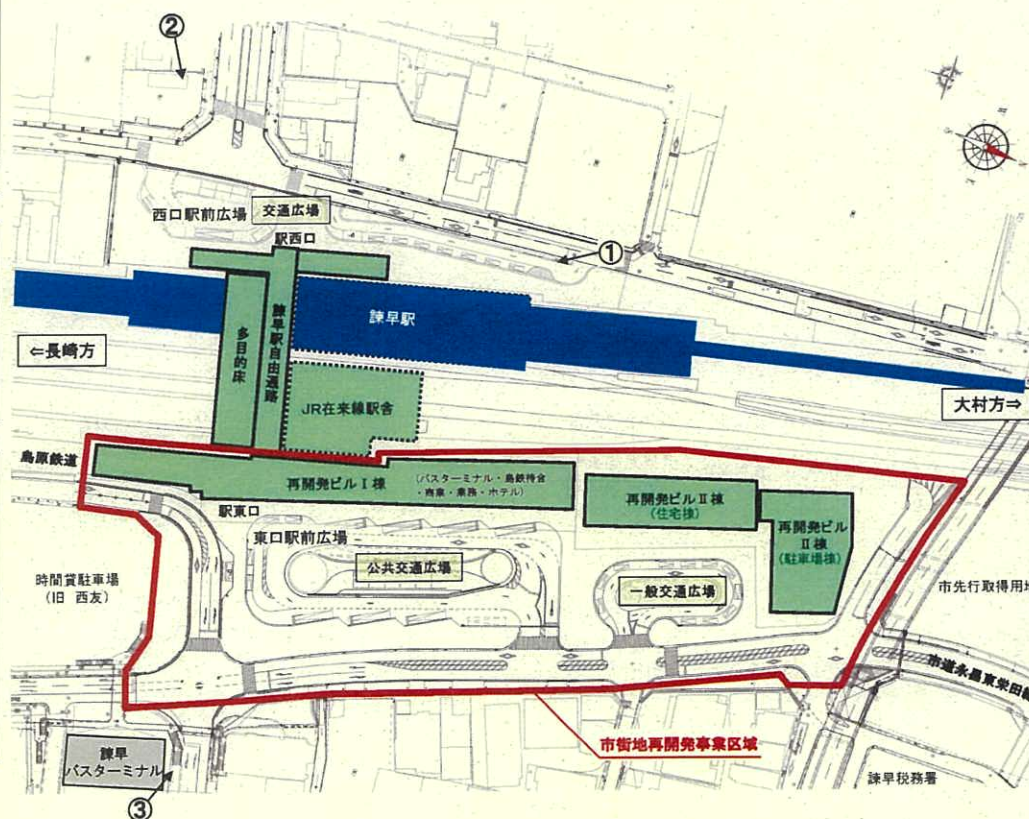 ②
西口駅前広場
交通広場
駅西口
①
諫早駅
多目的床
諫早駅自由通路
JR在来線駅舎
⇐長崎方
大村方⇒
島原鉄道
再開発ビルⅠ棟
(バスターミナル・島鉄待合
・商業・業務・ホテル)
再開発ビルⅡ棟
(住宅棟)
再開発ビル
Ⅱ棟
(駐車場棟)
駅東口
東口駅前広場
公共交通広場
一般交通広場
時間貸駐車場
(旧 西友)
市先行取得用地
市道永昌東栄田線
市街地再開発事業区域
諫早
バスターミナル
③
諫早税務署